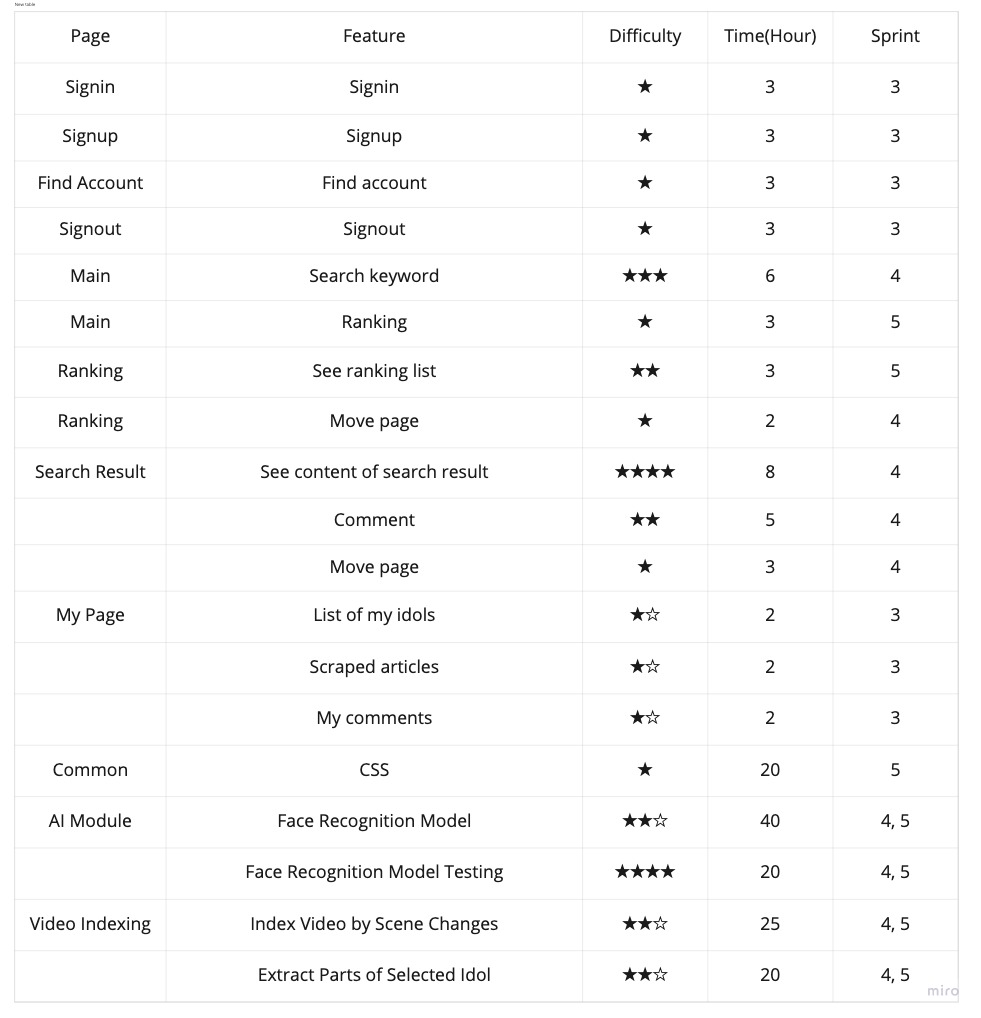 New table
Page Feature Difficulty Time(Hour) Sprint
Signin Signin ★ 3 3
Signup Signup ★ 3 3
Find Account Find account ★ 3 3
Signout Signout ★ 3 3
Main Search keyword ★★★ 6 4
Main Ranking ★ 3 5
Ranking See ranking list ★★ 3 5
Ranking Move page ★ 2 4
Search Result See content of search result ★★★★ 8 4
Comment ★★ 5 4
Move page ★ 3 4
My Page List of my idols ★☆ 2 3
Scraped articles ★☆ 2 3
My comments ★☆ 2 3
Common CSS ★ 20 5
AI Module Face Recognition Model ★★☆ 40 4, 5
Face Recognition Model Testing ★★★★ 20 4, 5
Video Indexing Index Video by Scene Changes ★★☆ 25 4, 5
Extract Parts of Selected Idol ★★☆ 20 4, 5
miro